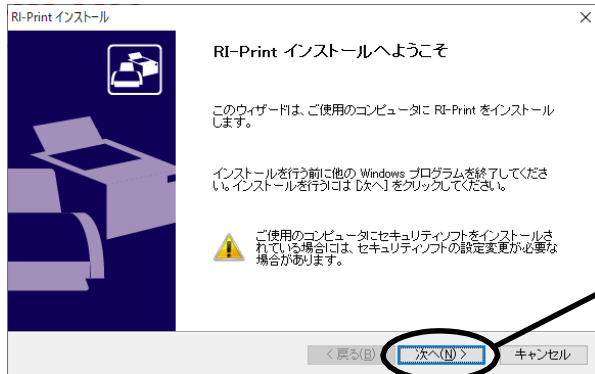 RI-Print インストール
RI-Print インストールへようこそ
このウィザードは、ご使用のコンピュータに RI-Print をインストール
します。
インストールを行う前に他の Windows プログラムを終了してくださ
い。インストールを行うには [次へ] をクリックしてください。
ご使用のコンピュータにセキュリティソフトをインストールさ
れている場合には、セキュリティソフトの設定変更が必要な
場合があります。
< 戻る(B) 次へ(N) > キャンセル